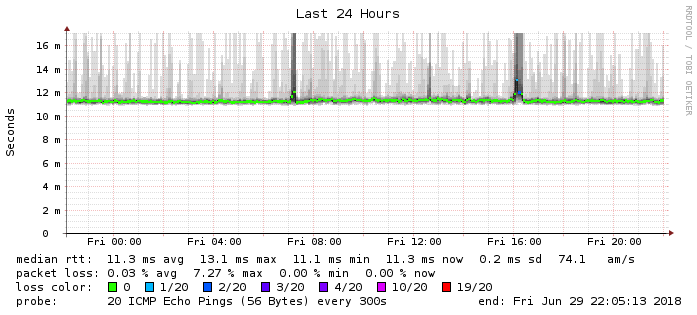 Last 24 Hours
RRDTOOL / TOBI OETIKER
Seconds
16 m
14 m
12 m
10 m
8 m
6 m
4 m
2 m
0
Fri 00:00 Fri 04:00 Fri 08:00 Fri 12:00 Fri 16:00 Fri 20:00
median rtt: 11.3 ms avg 13.1 ms max 11.1 ms min 11.3 ms now 0.2 ms sd 74.1 am/s
packet loss: 0.03 % avg 7.27 % max 0.00 % min 0.00 % now
loss color: 0 1/20 2/20 3/20 4/20 10/20 19/20
probe: 20 ICMP Echo Pings (56 Bytes) every 300s end: Fri Jun 29 22:05:13 2018